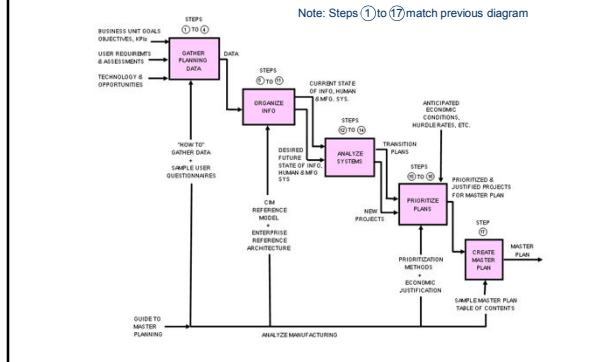 Note: Steps 1 to 17 match previous diagram
STEPS
1 TO 4
BUSINESS UNIT GOALS
OBJECTIVES, KPIs
USER REQUIREMTS
& ASSESSMENTS
TECHNOLOGY &
OPPORTUNITIES
GATHER
PLANNING
DATA
DATA
STEPS
TO 11
ORGANIZE
INFO
CURRENT STATE
OF INFO, HUMAN
& MFG. SYS.
"HOW TO"
GATHER DATA
+
SAMPLE USER
QUESTIONNAIRES
DESIRED
FUTURE
STATE OF INFO,
HUMAN & MFG
SYS
STEPS
12 TO 14
ANALYZE
SYSTEMS
TRANSITION
PLANS
NEW
PROJECTS
ANTICIPATED
ECONOMIC
CONDITIONS,
HURDLE RATES, ETC.
STEPS
15 TO 16
PRIORITIZE
PLANS
PRIORITIZED &
JUSTIFIED PROJECTS
FOR MASTER PLAN
CIM
REFERENCE
MODEL
+
ENTERPRISE
REFERENCE
ARCHITECTURE
STEP
17
CREATE
MASTER
PLAN
MASTER
PLAN
PRIORITIZATION
METHODS
+
ECONOMIC
JUSTIFICATION
SAMPLE MASTER PLAN
TABLE OF CONTENTS
GUIDE TO
MASTER
PLANNING
ANALYZE MANUFACTURING